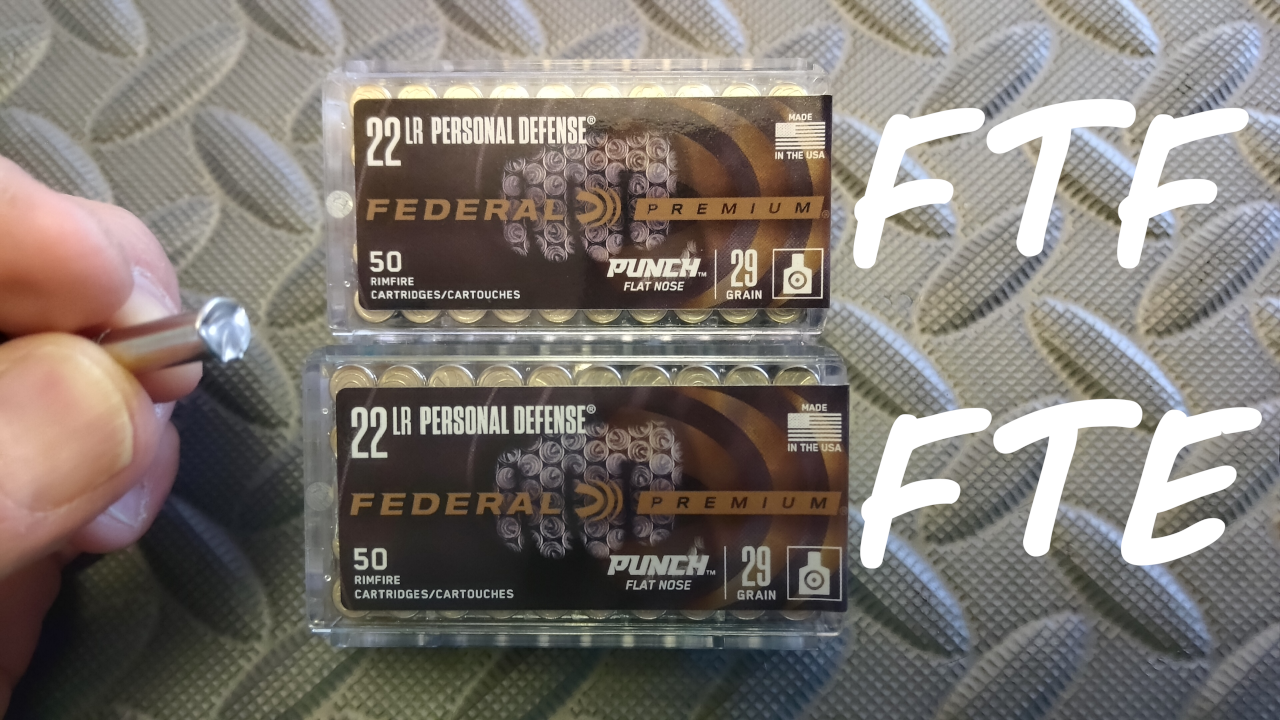 22 LR PERSONAL DEFENSE®
MADE
IN THE USA
FEDERAL PREMIUM®
50
RIMFIRE
CARTRIDGES/CARTOUCHES
PUNCH™
FLAT NOSE
29
GRAIN
FTF
22 LR PERSONAL DEFENSE®
MADE
IN THE USA
FEDERAL PREMIUM
50
RIMFIRE
CARTRIDGES/CARTOUCHES
PUNCH™
FLAT NOSE
29
GRAIN
FTE